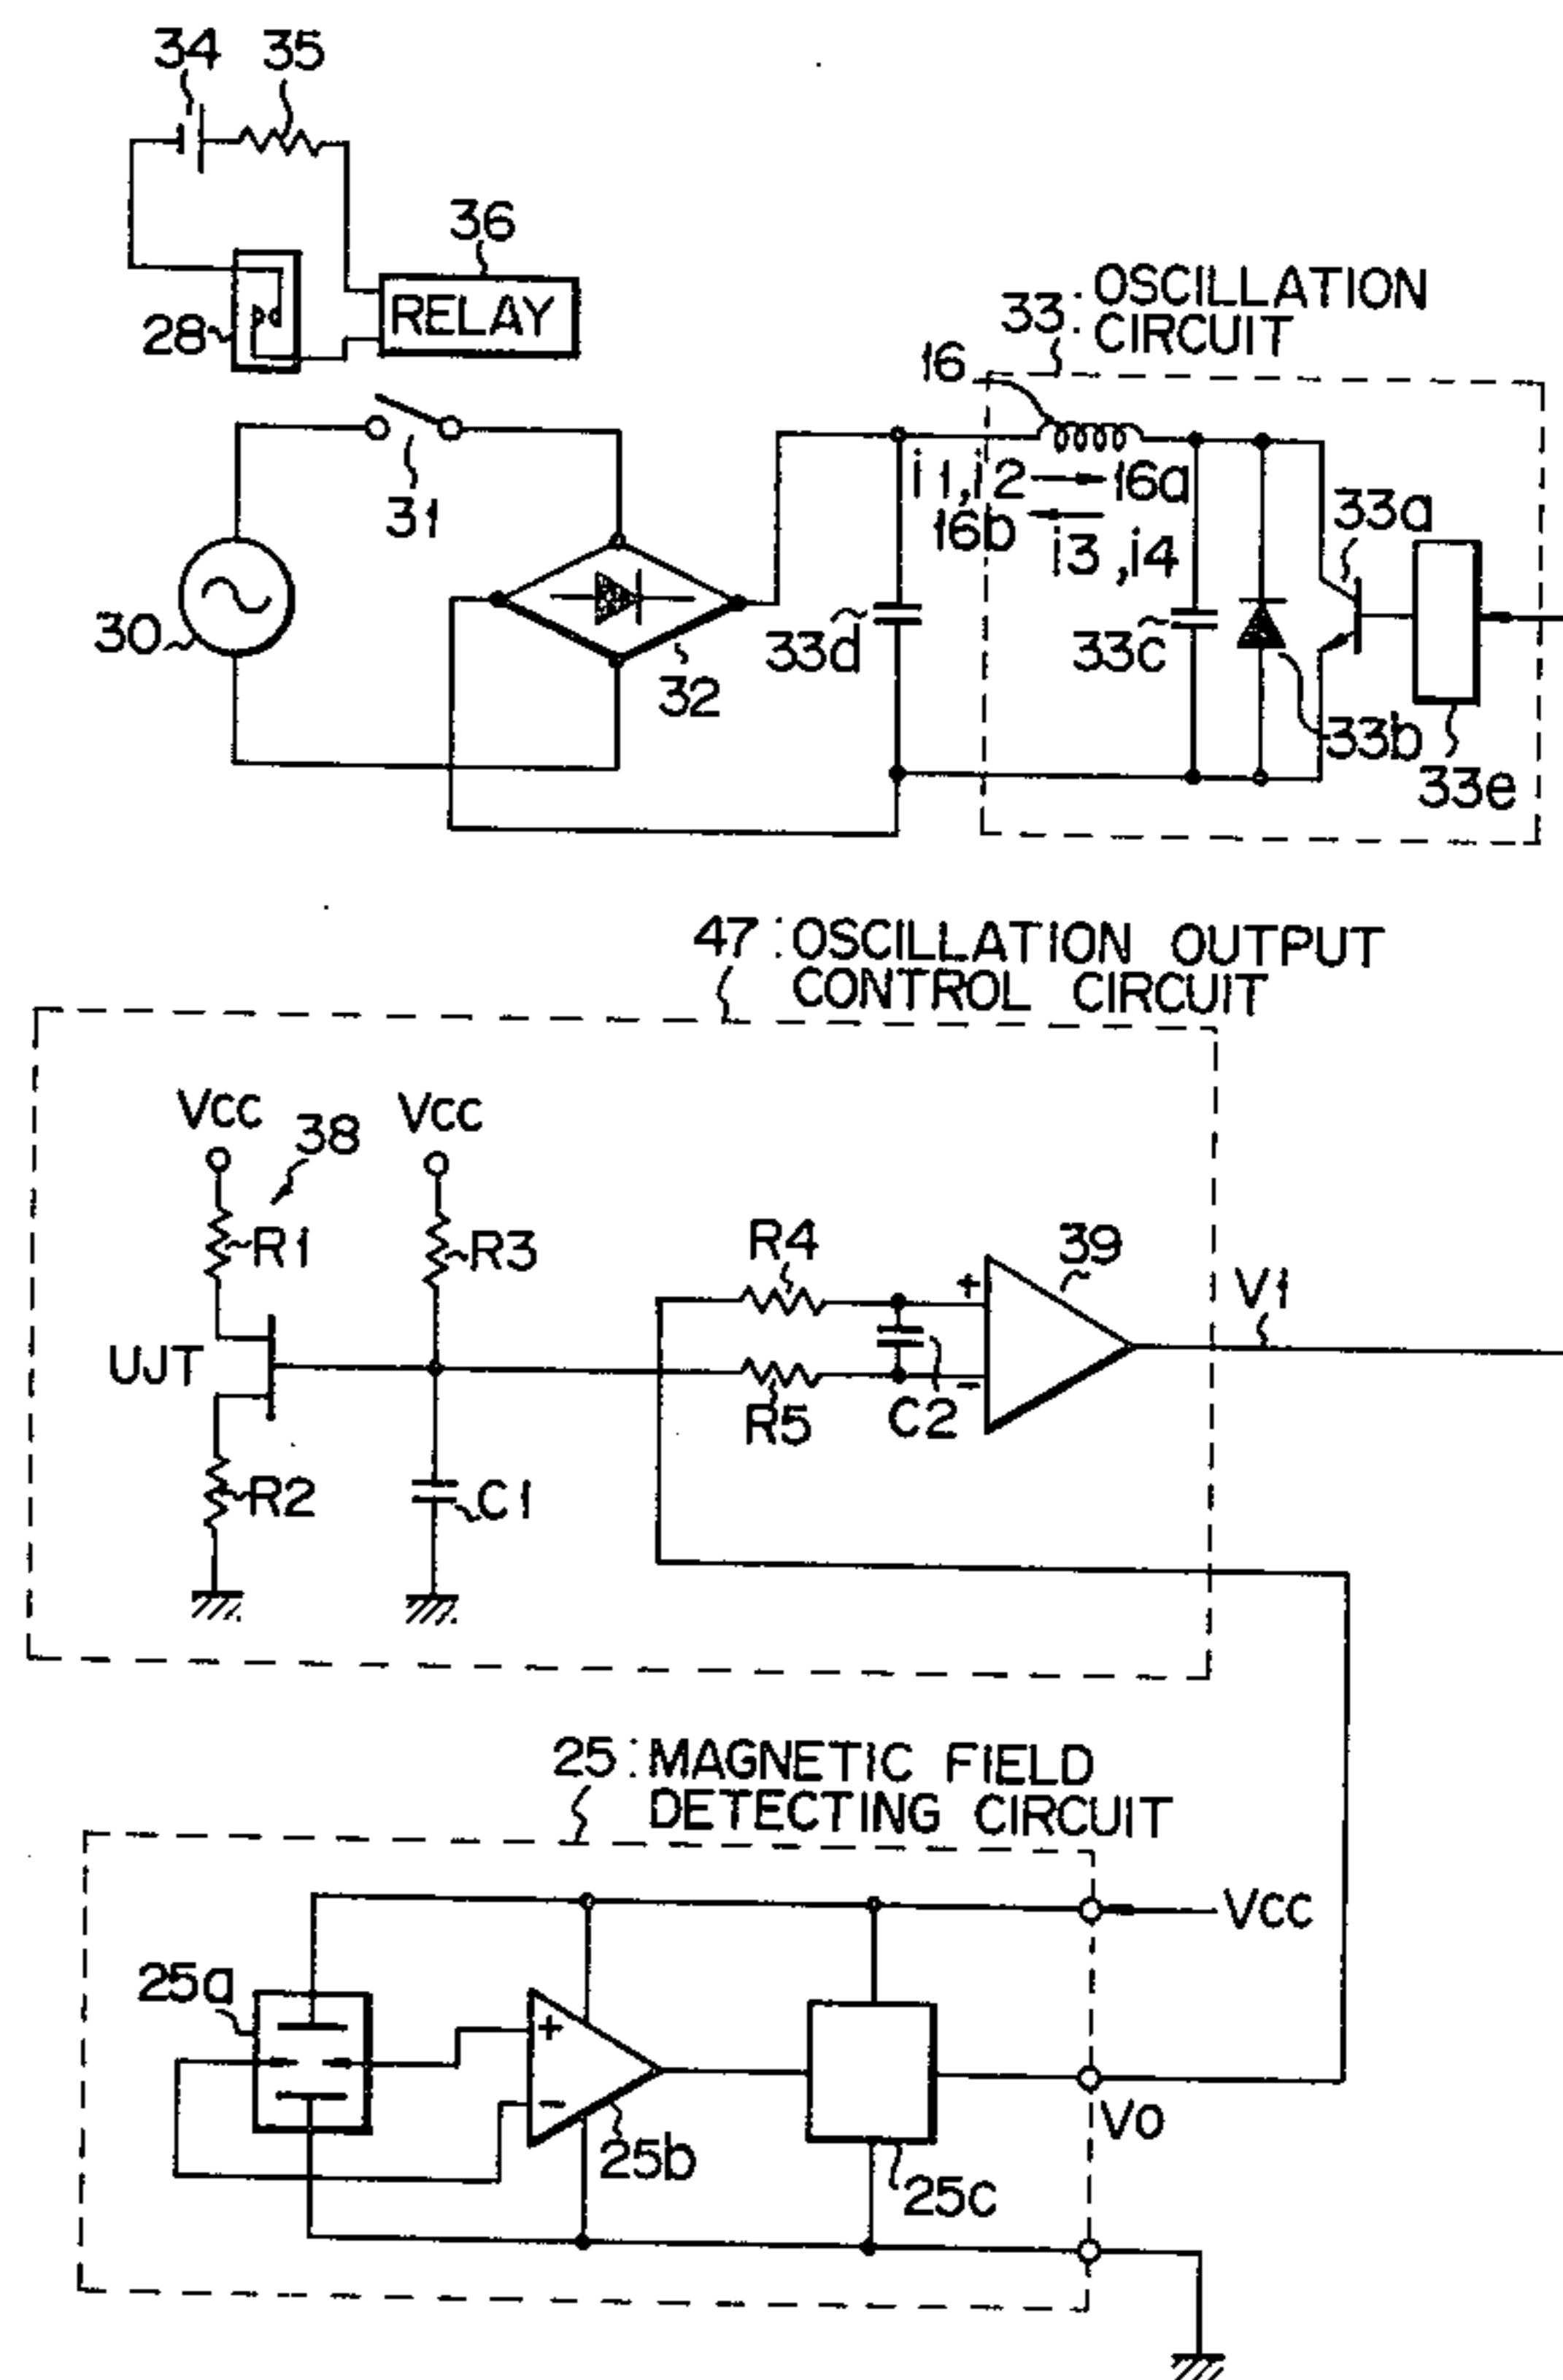 34 35
36
RELAY
28
33: OSCILLATION
CIRCUIT
16
31
i1,i2 16a
16b i3,i4
33a
30
32
33d
33c
33b
33e
47: OSCILLATION OUTPUT
CONTROL CIRCUIT
Vcc Vcc
38
R1 R3
R4 39
+ V1
UJT
R5 C2 -
R2 C1
25: MAGNETIC FIELD
DETECTING CIRCUIT
Vcc
25a
+
-
25b
Vo
25c